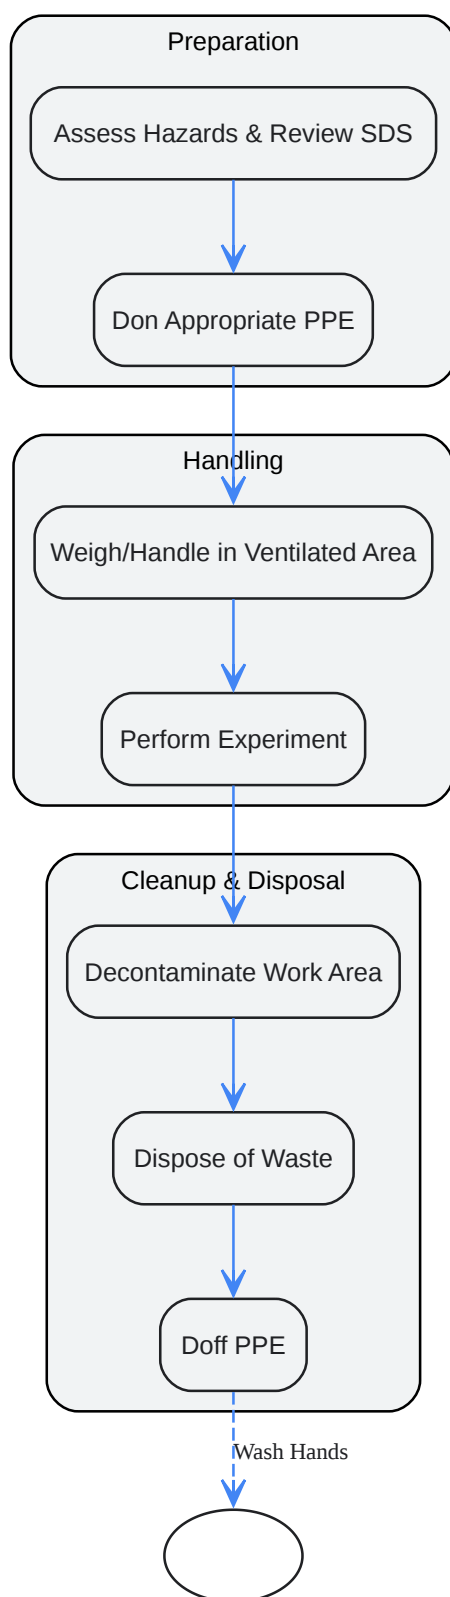 Preparation
Assess Hazards & Review SDS
Don Appropriate PPE
Handling
Weigh/Handle in Ventilated Area
Perform Experiment
Cleanup & Disposal
Decontaminate Work Area
Dispose of Waste
Doff PPE
Wash Hands